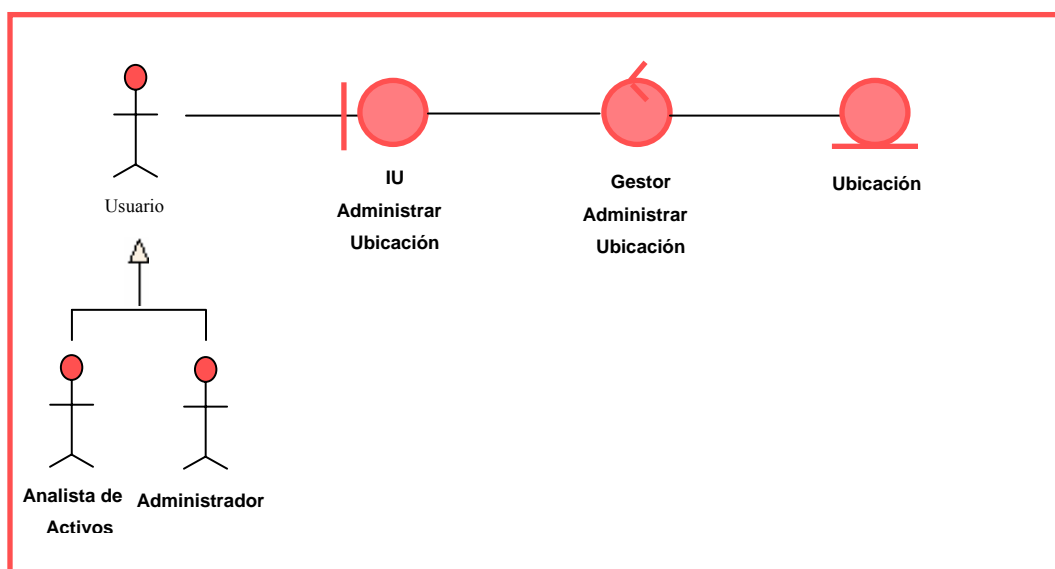 Usuario
IU
Administrar
Ubicación
Gestor
Administrar
Ubicación
Ubicación
Analista de
Activos
Administrador